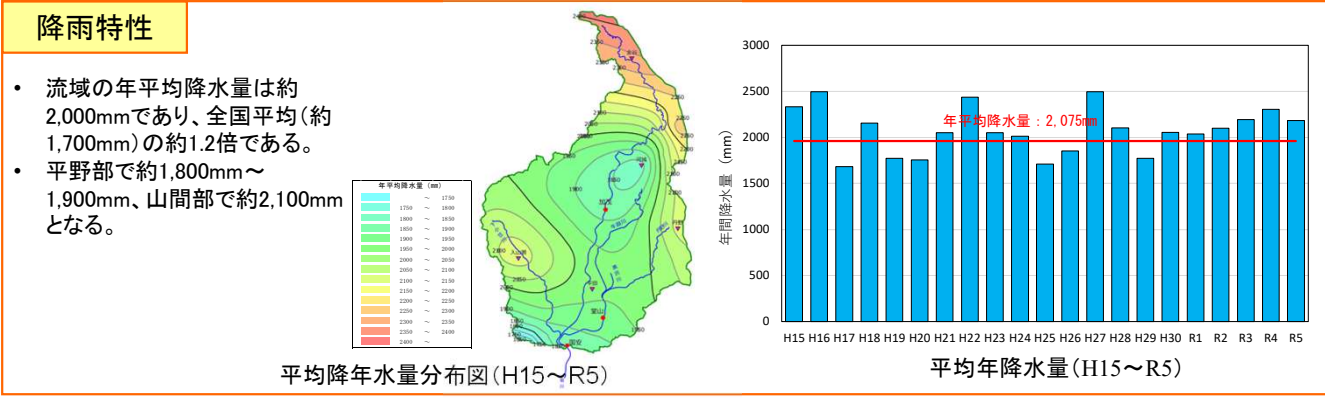 降雨特性
• 流域の年平均降水量は約
2,000mmであり、全国平均(約
1,700mm)の約1.2倍である。
• 平野部で約1,800mm～
1,900mm、山間部で約2,100mm
となる。
年平均降水量 (mm)
～ 1750
1750 ～ 1800
1800 ～ 1850
1850 ～ 1900
1900 ～ 1950
1950 ～ 2000
2000 ～ 2050
2050 ～ 2100
2100 ～ 2150
2150 ～ 2200
2200 ～ 2250
2250 ～ 2300
2300 ～ 2350
2350 ～ 2400
2400 ～
国安
平均降年水量分布図(H15～R5)
年間降水量 (mm)
3000
2500
2000
1500
1000
500
0
年平均降水量：2,075mm
H15 H16 H17 H18 H19 H20 H21 H22 H23 H24 H25 H26 H27 H28 H29 H30 R1 R2 R3 R4 R5
平均年降水量(H15～R5)